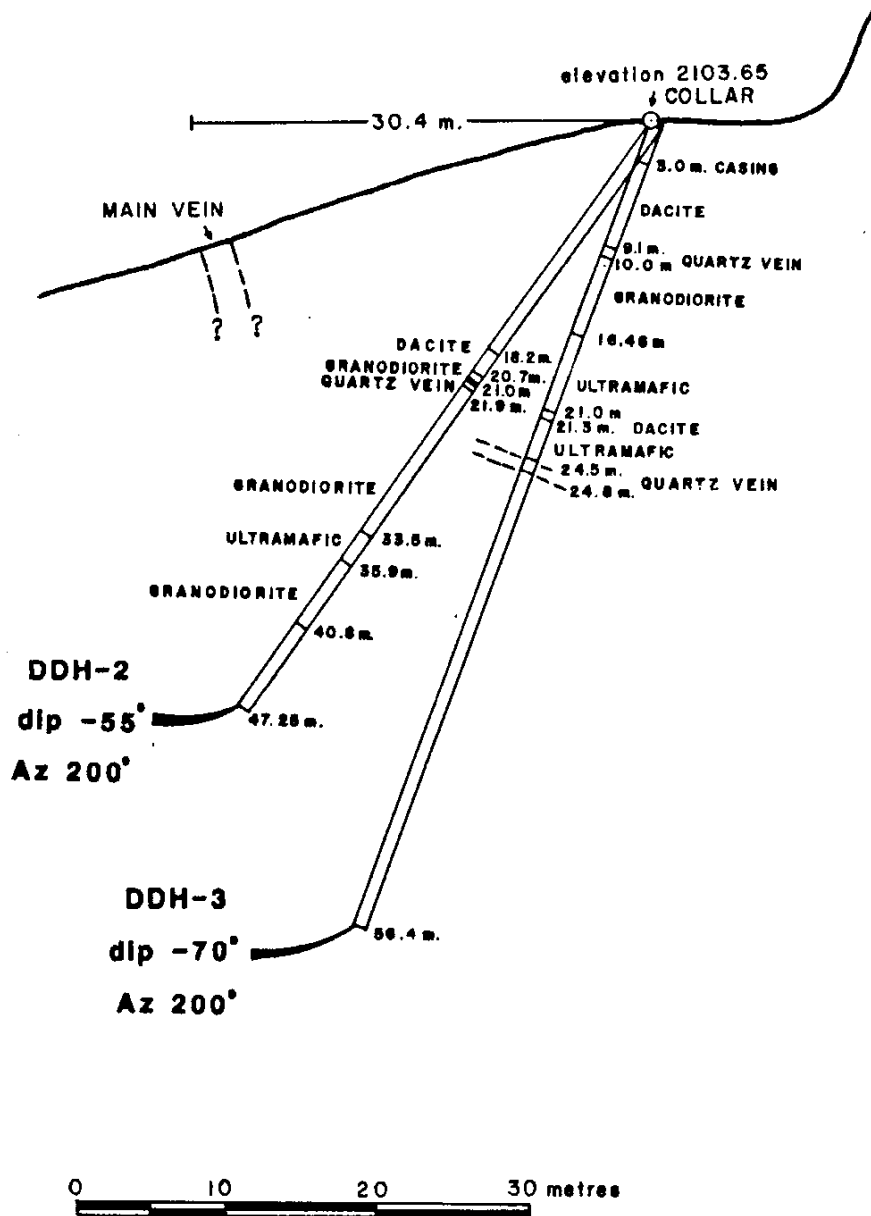 elevation 2103.65
COLLAR
30.4 m.
3.0 m. CASING
MAIN VEIN
DACITE
9.1 m.
10.0 m QUARTZ VEIN
GRANODIORITE
? ?
16.46 m
DACITE
18.2 m.
GRANODIORITE
20.7 m.
QUARTZ VEIN
21.0 m
21.9 m.
ULTRAMAFIC
21.0 m
21.3 m. DACITE
ULTRAMAFIC
24.5 m.
24.8 m. QUARTZ VEIN
GRANODIORITE
33.5 m.
ULTRAMAFIC
35.9 m.
GRANODIORITE
40.8 m.
DDH-2
dip -55°
Az 200°
47.25 m.
DDH-3
dip -70°
Az 200°
56.4 m.
0 10 20 30 metres